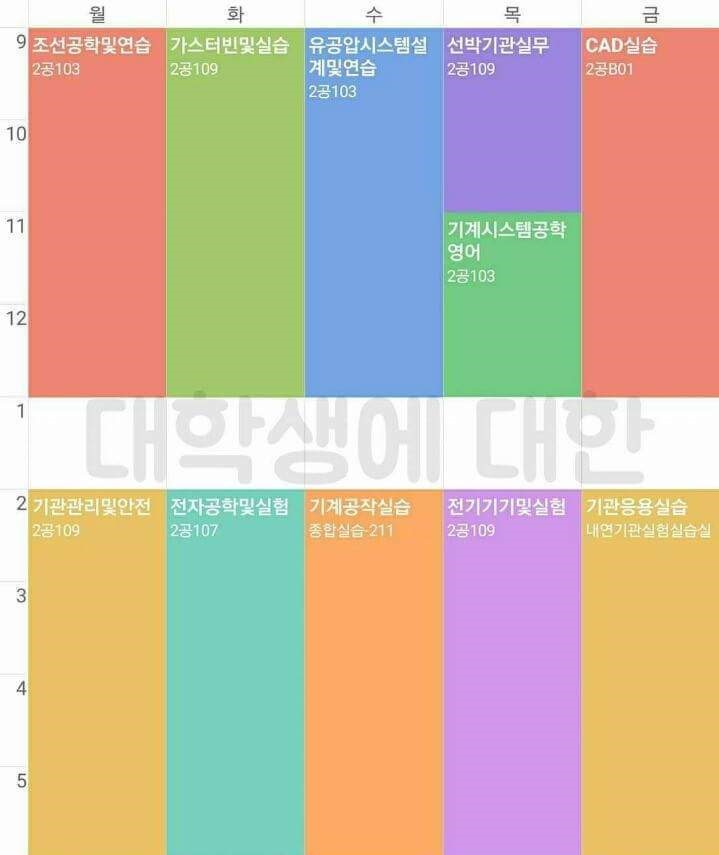 월 화 수 목 금
9
조선공학및연습
2공103
가스터빈및실습
2공109
유공압시스템설
계및연습
2공103
선박기관실무
2공109
CAD실습
2공B01
10
11
기계시스템공학
영어
2공103
12
1
대학생에 대한
2
기관관리및안전
2공109
전자공학및실험
2공107
기계공작실습
종합실습-211
전기기기및실험
2공109
기관응용실습
내연기관실험실습실
3
4
5